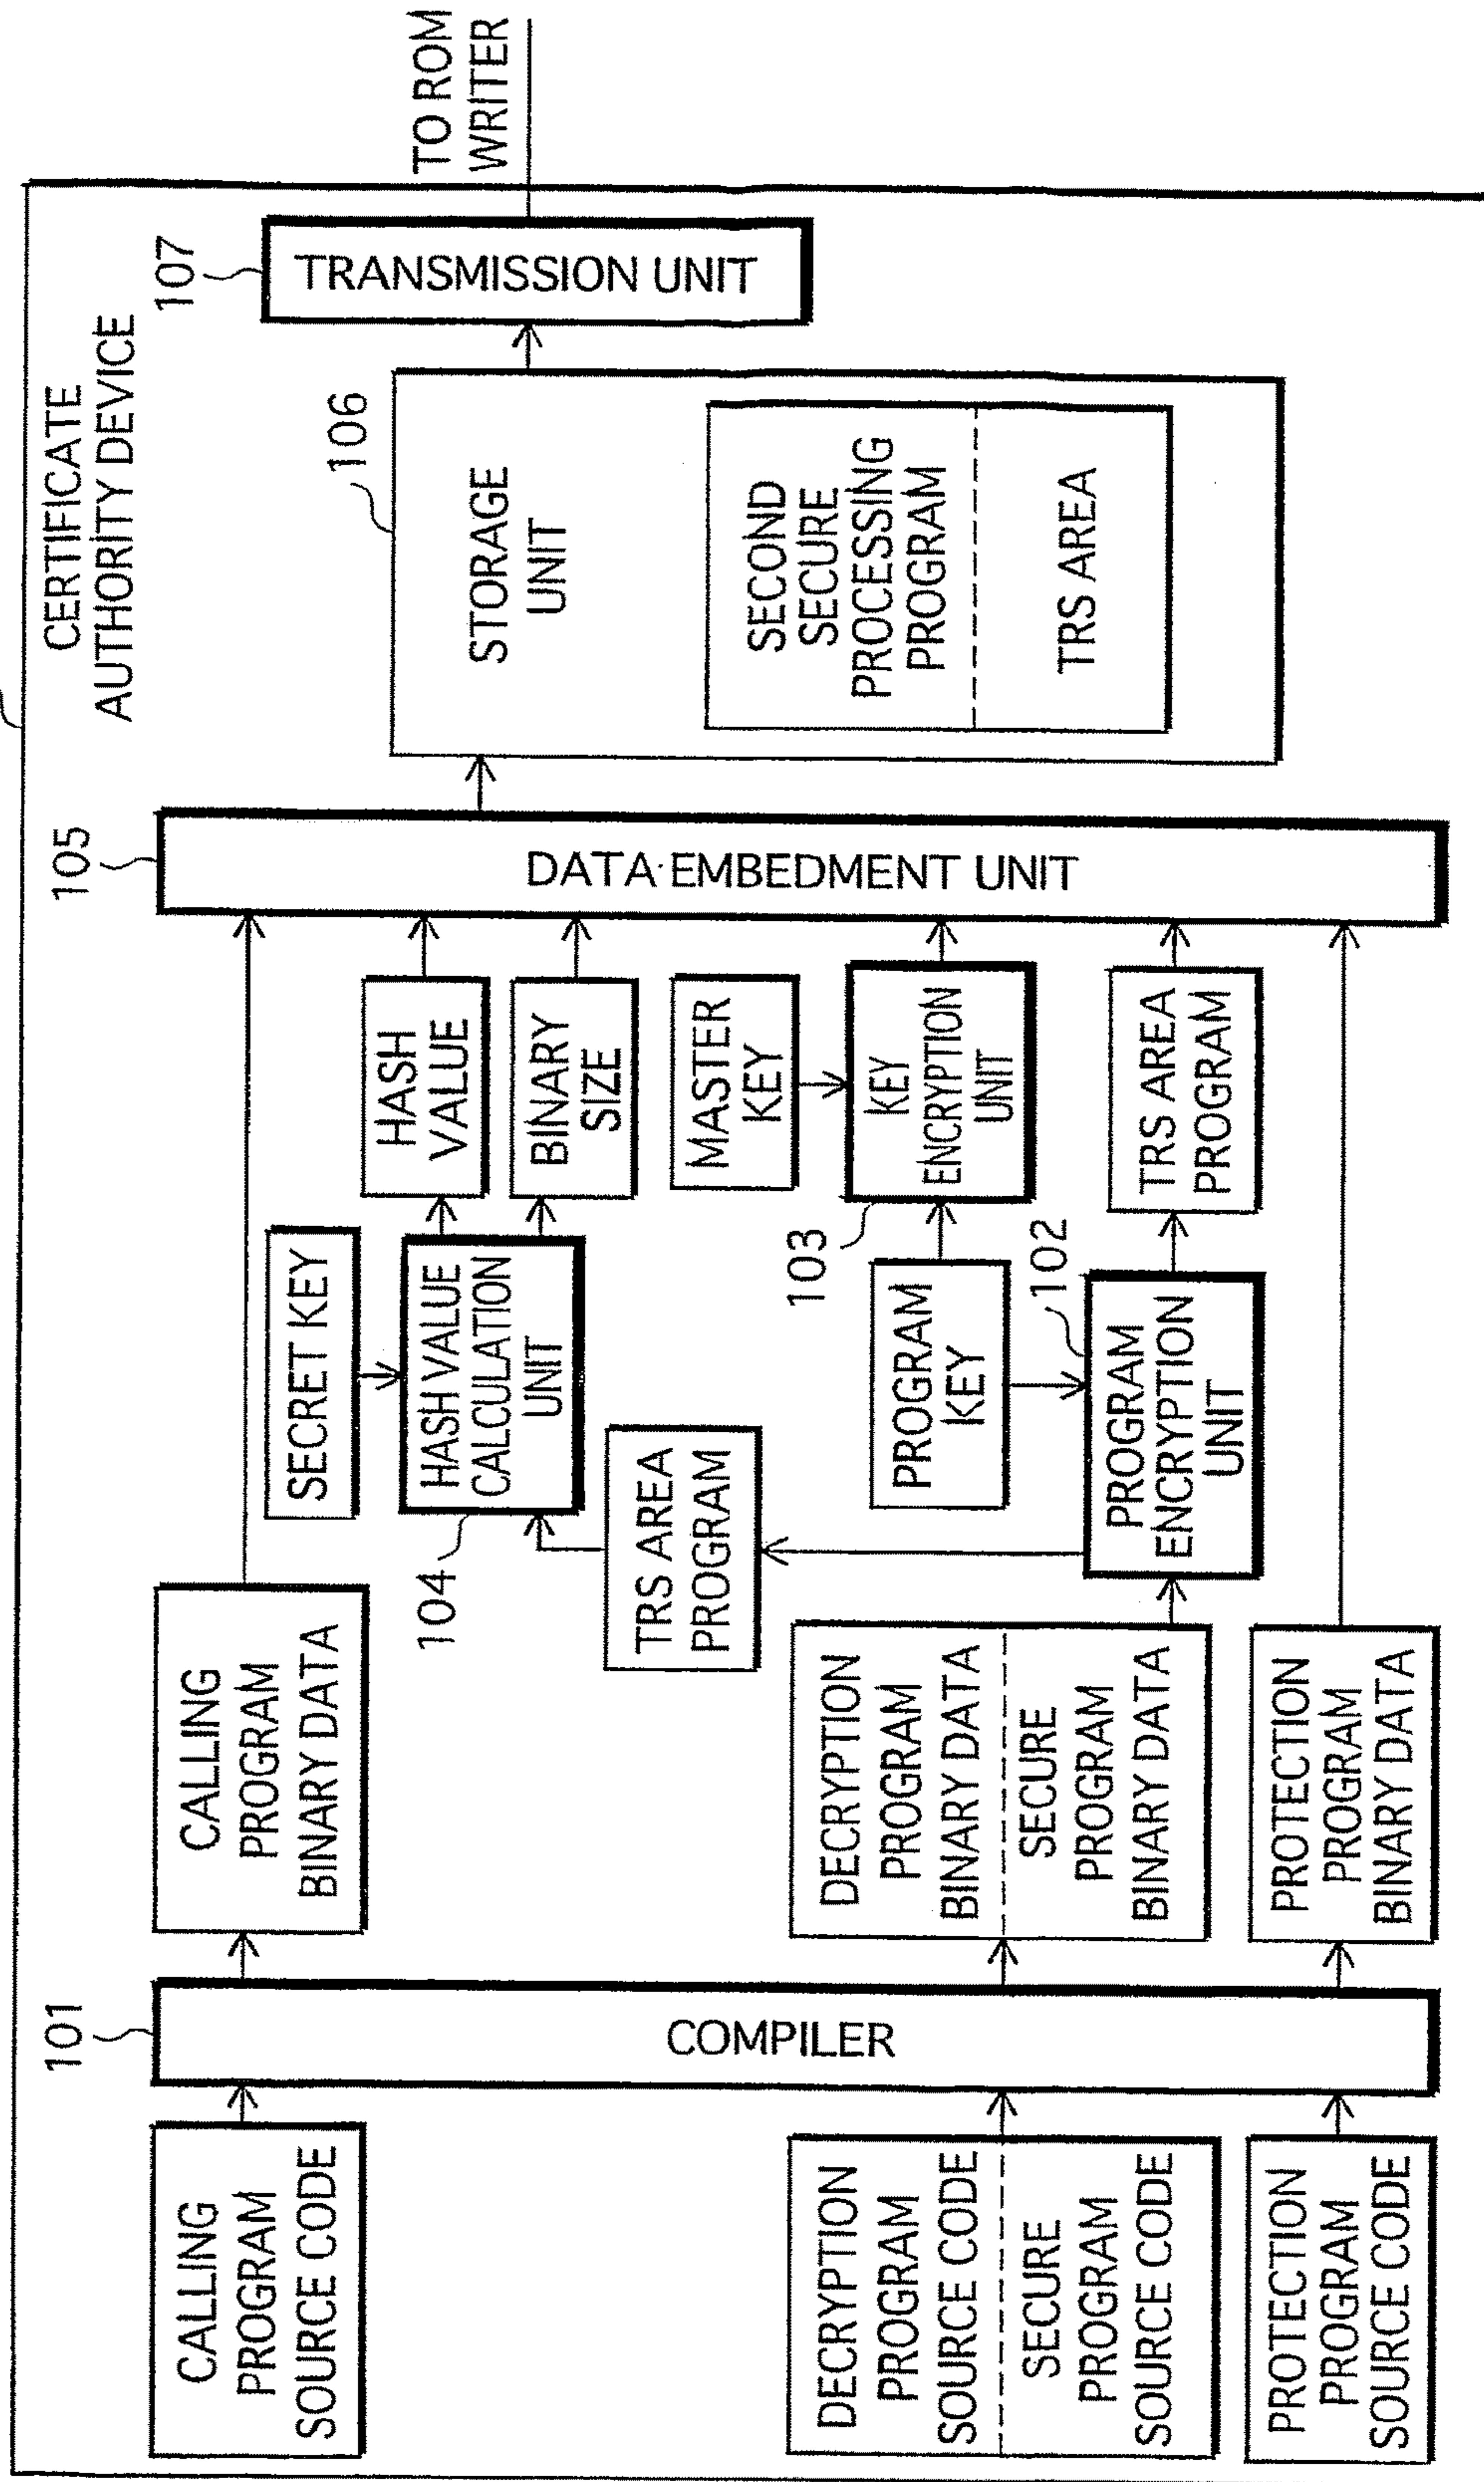 CERTIFICATE
AUTHORITY DEVICE
CALLING
PROGRAM
SOURCE CODE
DECRYPTION
PROGRAM
SOURCE CODE
SECURE
PROGRAM
SOURCE CODE
PROTECTION
PROGRAM
SOURCE CODE
101
COMPILER
CALLING
PROGRAM
BINARY DATA
DECRYPTION
PROGRAM
BINARY DATA
SECURE
PROGRAM
BINARY DATA
PROTECTION
PROGRAM
BINARY DATA
SECRET KEY
104
HASH VALUE
CALCULATION
UNIT
TRS AREA
PROGRAM
PROGRAM
KEY
102
PROGRAM
ENCRYPTION
UNIT
HASH
VALUE
BINARY
SIZE
MASTER
KEY
103
KEY
ENCRYPTION
UNIT
TRS AREA
PROGRAM
105
DATA EMBEDMENT UNIT
106
STORAGE
UNIT
SECOND
SECURE
PROCESSING
PROGRAM
TRS AREA
107
TRANSMISSION UNIT
TO ROM
WRITER